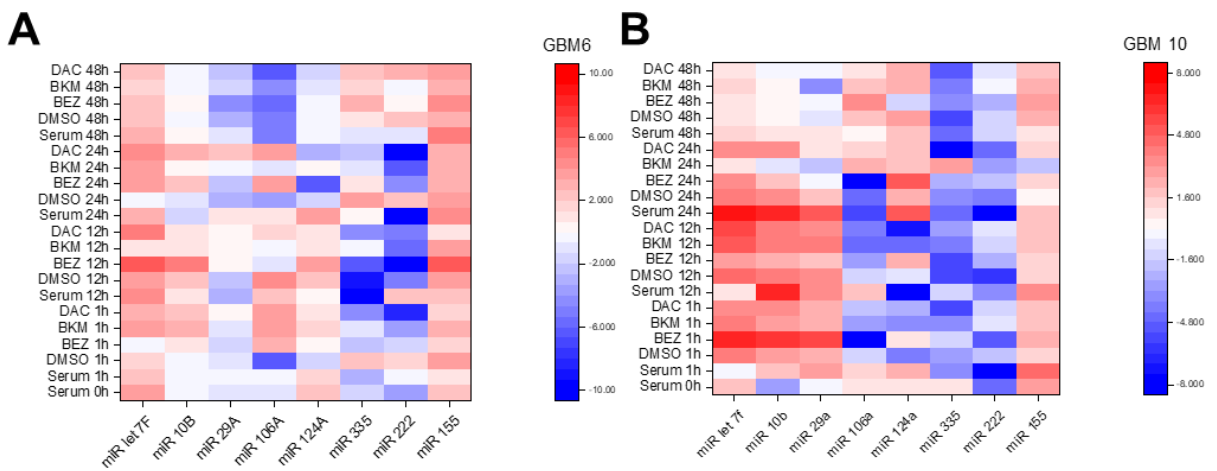 A
GBM6
DAC 48h
BKM 48h
BEZ 48h
DMSO 48h
Serum 48h
DAC 24h
BKM 24h
BEZ 24h
DMSO 24h
Serum 24h
DAC 12h
BKM 12h
BEZ 12h
DMSO 12h
Serum 12h
DAC 1h
BKM 1h
BEZ 1h
DMSO 1h
Serum 1h
Serum 0h
miR let 7F
miR 10B
miR 29A
miR 106A
miR 124A
miR 335
miR 222
miR 155
10.00
6.000
2.000
-2.000
-6.000
-10.00
B
GBM 10
DAC 48h
BKM 48h
BEZ 48h
DMSO 48h
Serum 48h
DAC 24h
BKM 24h
BEZ 24h
DMSO 24h
Serum 24h
DAC 12h
BKM 12h
BEZ 12h
DMSO 12h
Serum 12h
DAC 1h
BKM 1h
BEZ 1h
DMSO 1h
Serum 1h
Serum 0h
miR let 7f
miR 10b
miR 29a
miR 106a
miR 124a
miR 335
miR 222
miR 155
8.000
4.800
1.600
-1.600
-4.800
-8.000